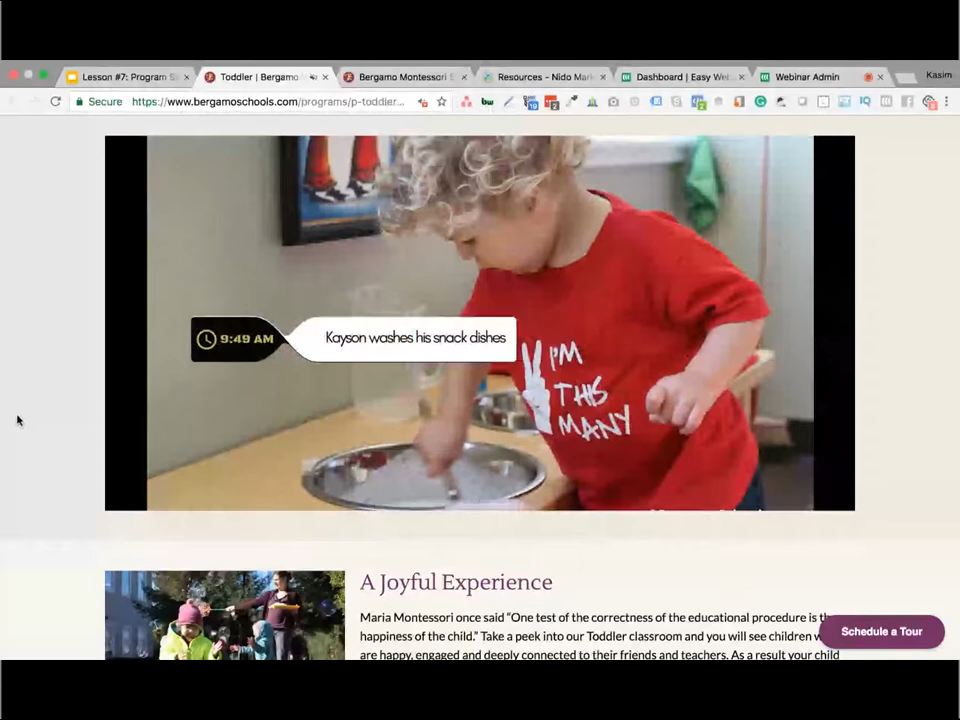 Lesson #7: Program S
Toddler | Bergamo
Bergamo Montessori S
Resources - Nido Mar
Dashboard | Easy Web
Webinar Admin
Kasim
Secure
https://www.bergamoschools.com/programs/p-toddler...
9:49 AM
Kayson washes his snack dishes
I'M
THIS
MANY
A Joyful Experience
Maria Montessori once said “One test of the correctness of the educational procedure is
happiness of the child.” Take a peek into our Toddler classroom and you will see children
are happy, engaged and deeply connected to their friends and teachers. As a result your child
Schedule a Tour